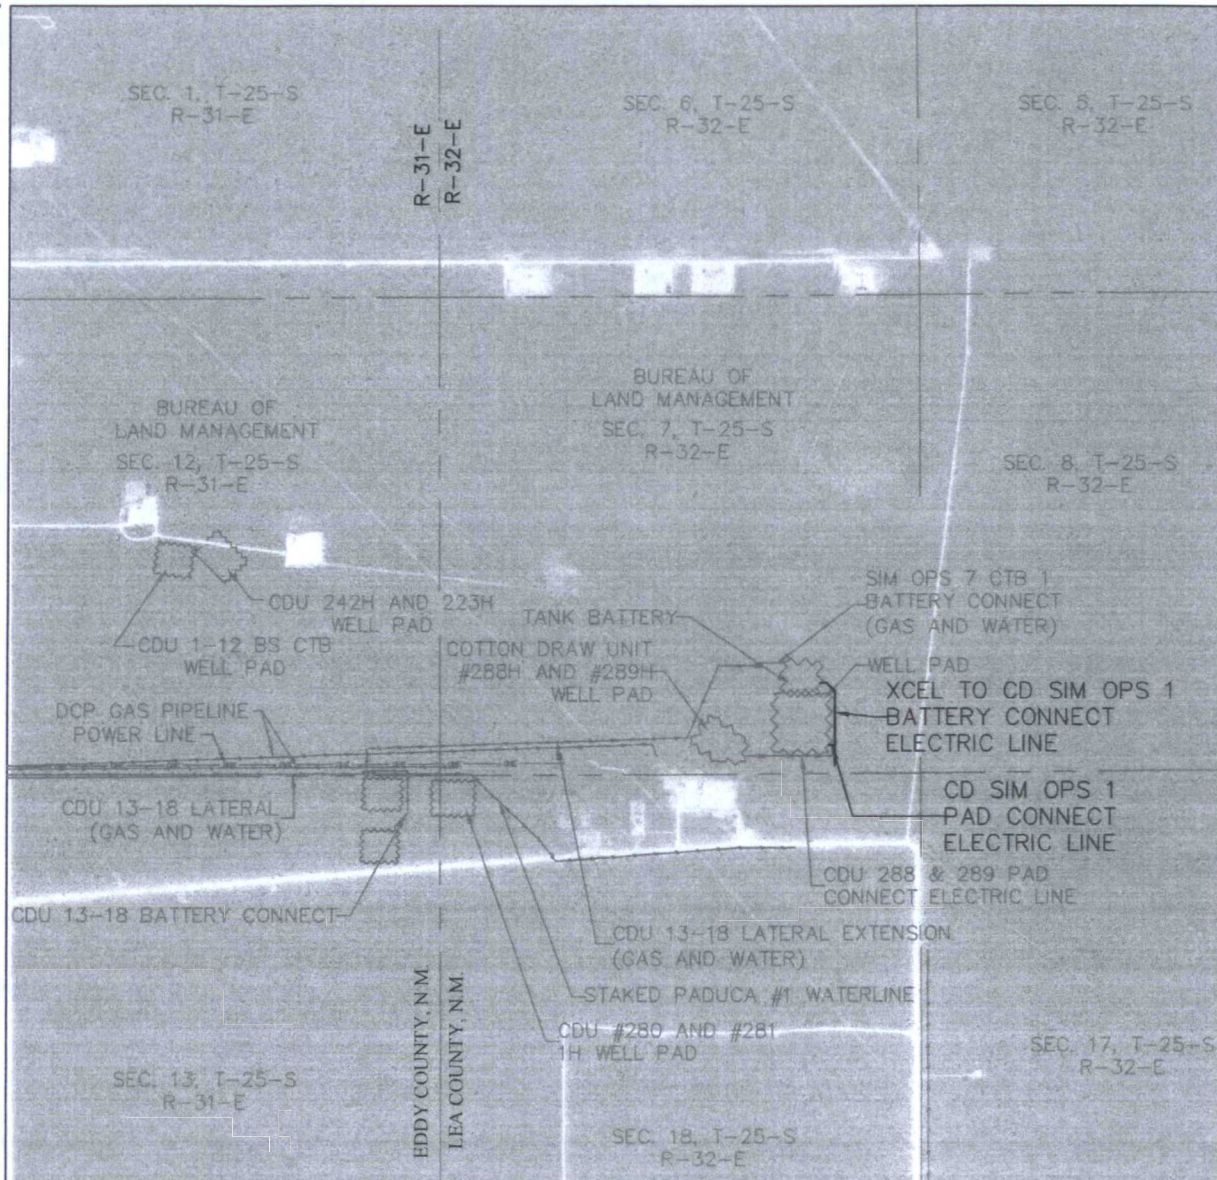 SEC. 1, T-25-S
R-31-E
R-31-E
R-32-E
SEC. 6, T-25-S
R-32-E
SEC. 5, T-25-S
R-32-E
BUREAU OF
LAND MANAGEMENT
SEC. 12, T-25-S
R-31-E
BUREAU OF
LAND MANAGEMENT
SEC. 7, T-25-S
R-32-E
SEC. 8, T-25-S
R-32-E
CDU 242H AND 223H
WELL PAD
CDU 1-12 BS CTB
WELL PAD
TANK BATTERY
SIM OPS 7 CTB 1
BATTERY CONNECT
(GAS AND WATER)
COTTON DRAW UNIT
#288H AND #289H
WELL PAD
WELL PAD
XCEL TO CD SIM OPS 1
BATTERY CONNECT
ELECTRIC LINE
DCP GAS PIPELINE
POWER LINE
CDU 13-18 LATERAL
(GAS AND WATER)
CD SIM OPS 1
PAD CONNECT
ELECTRIC LINE
CDU 288 & 289 PAD
CONNECT ELECTRIC LINE
CDU 13-18 BATTERY CONNECT
CDU 13-18 LATERAL EXTENSION
(GAS AND WATER)
STAKED PADUCA #1 WATERLINE
CDU #280 AND #281
1H WELL PAD
EDDY COUNTY, N.M.
LEA COUNTY, N.M.
SEC. 13, T-25-S
R-31-E
SEC. 18, T-25-S
R-32-E
SEC. 17, T-25-S
R-32-E